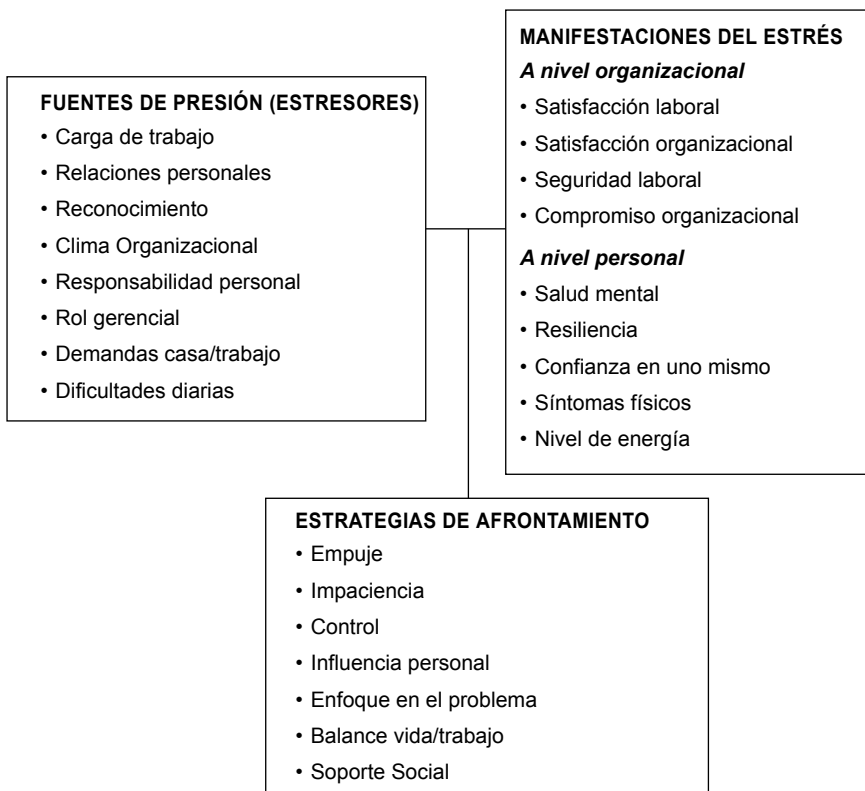 FUENTES DE PRESIÓN (ESTRESORES)
• Carga de trabajo
• Relaciones personales
• Reconocimiento
• Clima Organizacional
• Responsabilidad personal
• Rol gerencial
• Demandas casa/trabajo
• Dificultades diarias
MANIFESTACIONES DEL ESTRÉS
A nivel organizacional
• Satisfacción laboral
• Satisfacción organizacional
• Seguridad laboral
• Compromiso organizacional
A nivel personal
• Salud mental
• Resiliencia
• Confianza en uno mismo
• Síntomas físicos
• Nivel de energía
ESTRATEGIAS DE AFRONTAMIENTO
• Empuje
• Impaciencia
• Control
• Influencia personal
• Enfoque en el problema
• Balance vida/trabajo
• Soporte Social